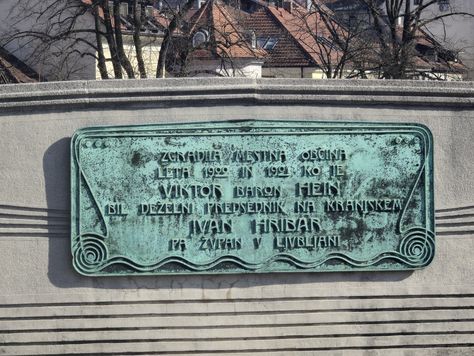 ZGRADILA MESTNA OBČINA
LETA 1900 IN 1901, KO JE
VIKTOR BARON HEIN
BIL DEŽELNI PREDSEDNIK NA KRANJSKEM
IVAN HRIBAR
PA ŽUPAN V LJUBLJANI